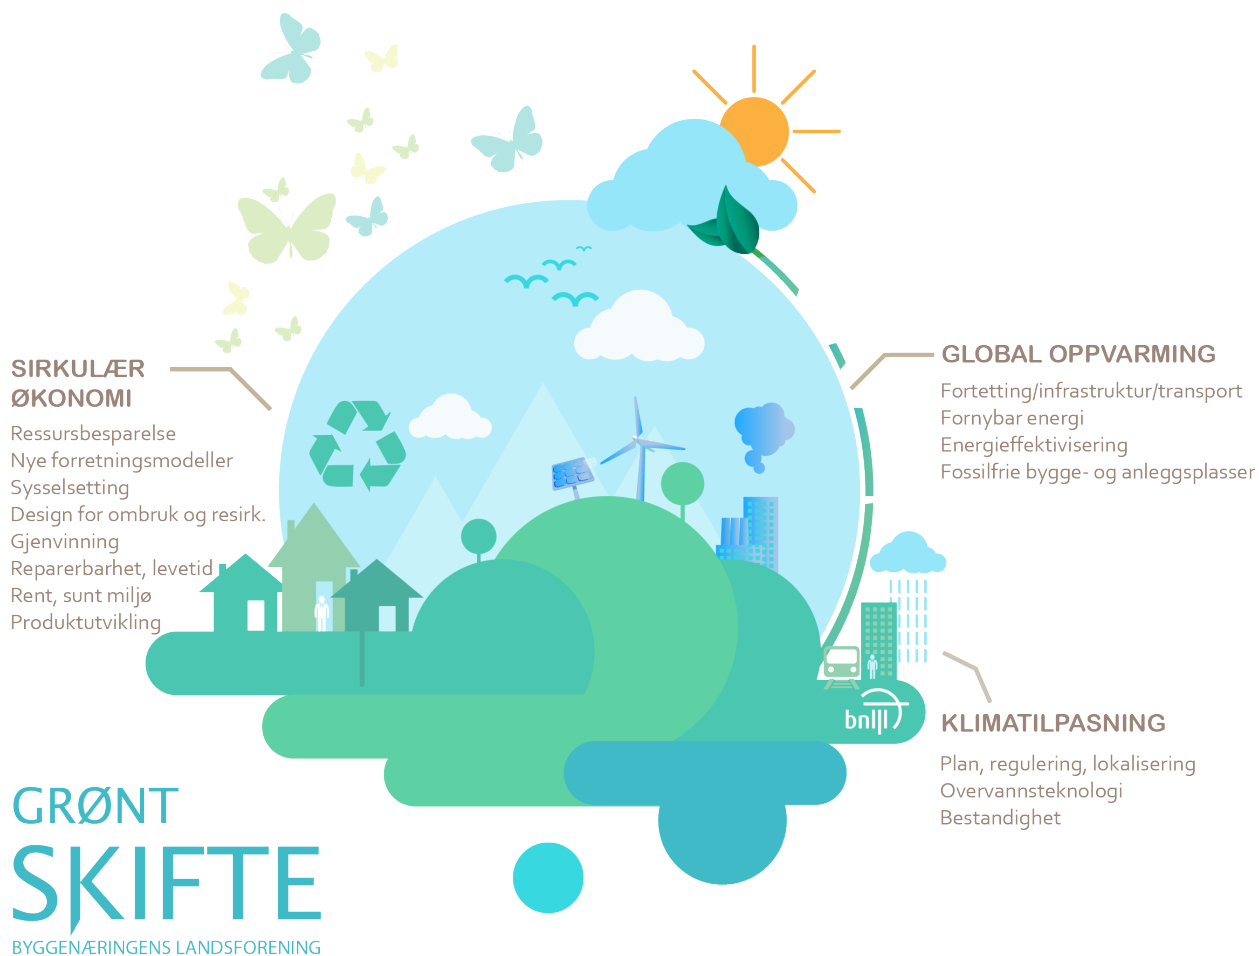 SIRKULÆR
ØKONOMI
Ressursbesparelse
Nye forretningsmodeller
Sysselsetting
Design for ombruk og resirk.
Gjenvinning
Reparerbarhet, levetid
Rent, sunt miljø
Produktutvikling
GLOBAL OPPVARMING
Fortetting/infrastruktur/transport
Fornybar energi
Energieffektivisering
Fossilfrie bygge- og anleggsplasser
bnl
KLIMATILPASNING
Plan, regulering, lokalisering
Overvannsteknologi
Bestandighet
GRØNT
SKIFTE
BYGGENÆRINGENS LANDSFORENING